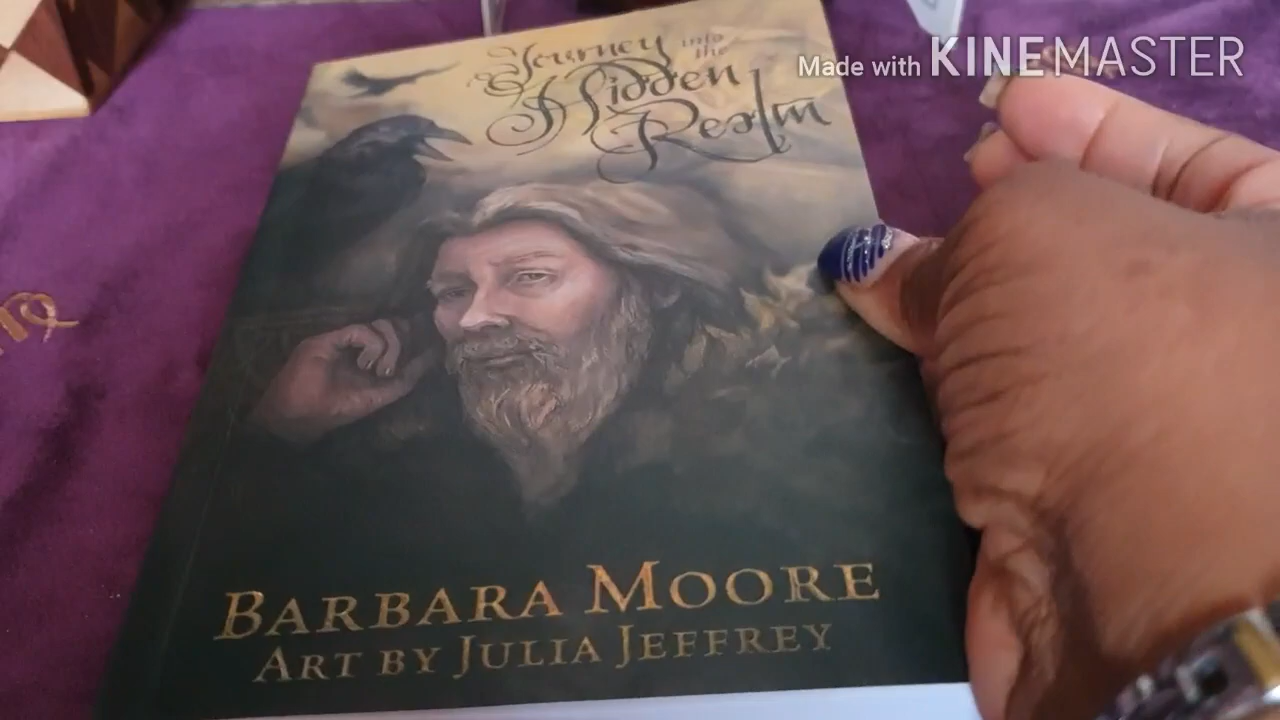 Made with KINEMASTER
Journey into
the
Hidden
Realm
BARBARA MOORE
ART BY JULIA JEFFREY